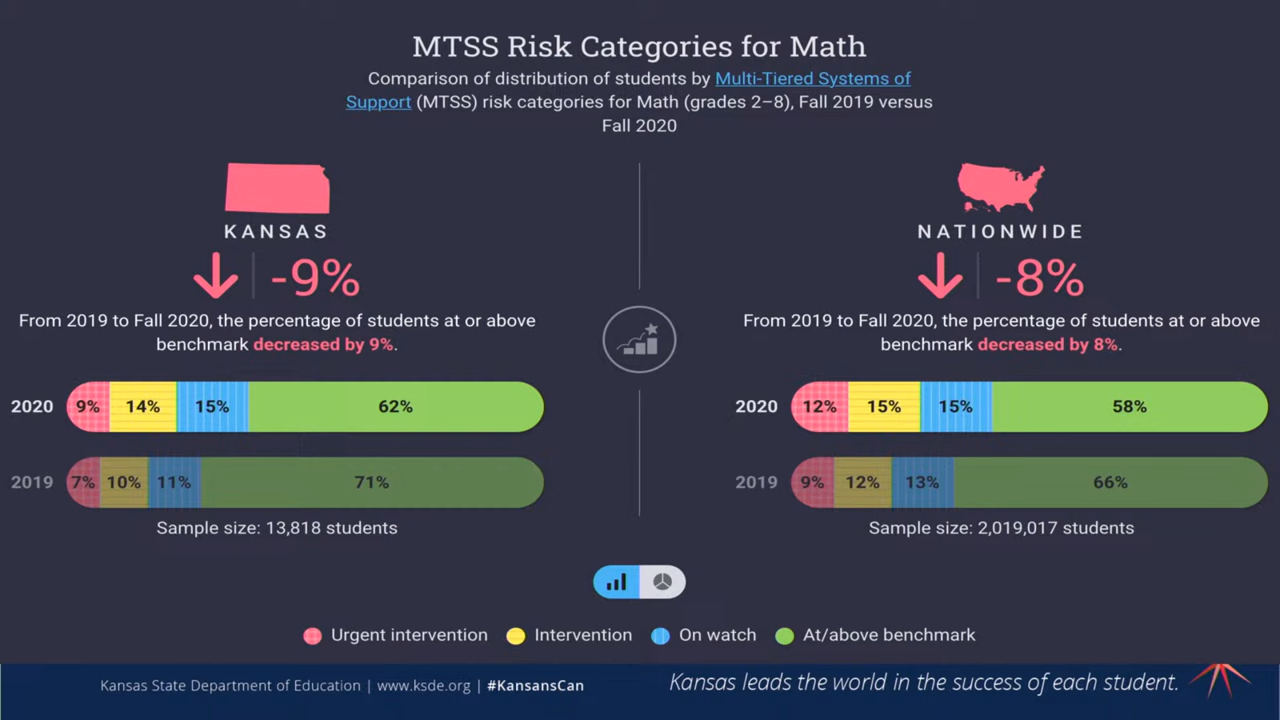 MTSS Risk Categories for Math
Comparison of distribution of students by Multi-Tiered Systems of
Support (MTSS) risk categories for Math (grades 2–8), Fall 2019 versus
Fall 2020
KANSAS
-9%
From 2019 to Fall 2020, the percentage of students at or above
benchmark decreased by 9%.
2020 9% 14% 15% 62%
2019 7% 10% 11% 71%
Sample size: 13,818 students
NATIONWIDE
-8%
From 2019 to Fall 2020, the percentage of students at or above
benchmark decreased by 8%.
2020 12% 15% 15% 58%
2019 9% 12% 13% 66%
Sample size: 2,019,017 students
Urgent intervention Intervention On watch At/above benchmark
Kansas State Department of Education | www.ksde.org | #KansansCan
Kansas leads the world in the success of each student.